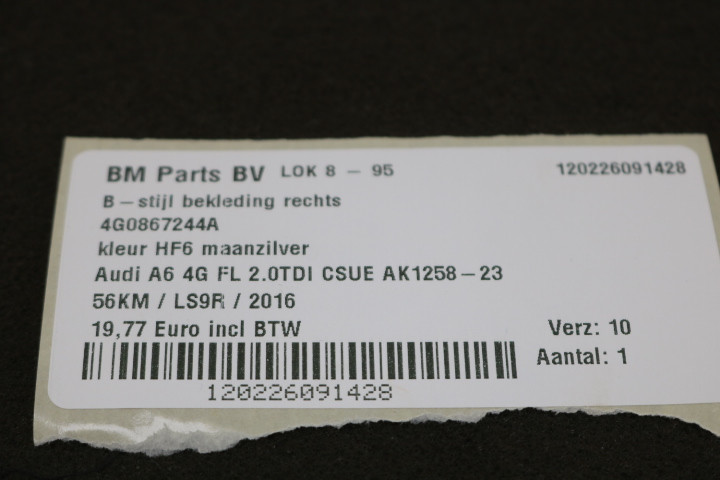 BM Parts BV LOK 8 – 95 120226091428
B – stijl bekleding rechts
4G0867244A
kleur HF6 maanzilver
Audi A6 4G FL 2.0TDI CSUE AK1258 – 23
56KM / LS9R / 2016
19,77 Euro incl BTW Verz: 10
Aantal: 1
120226091428